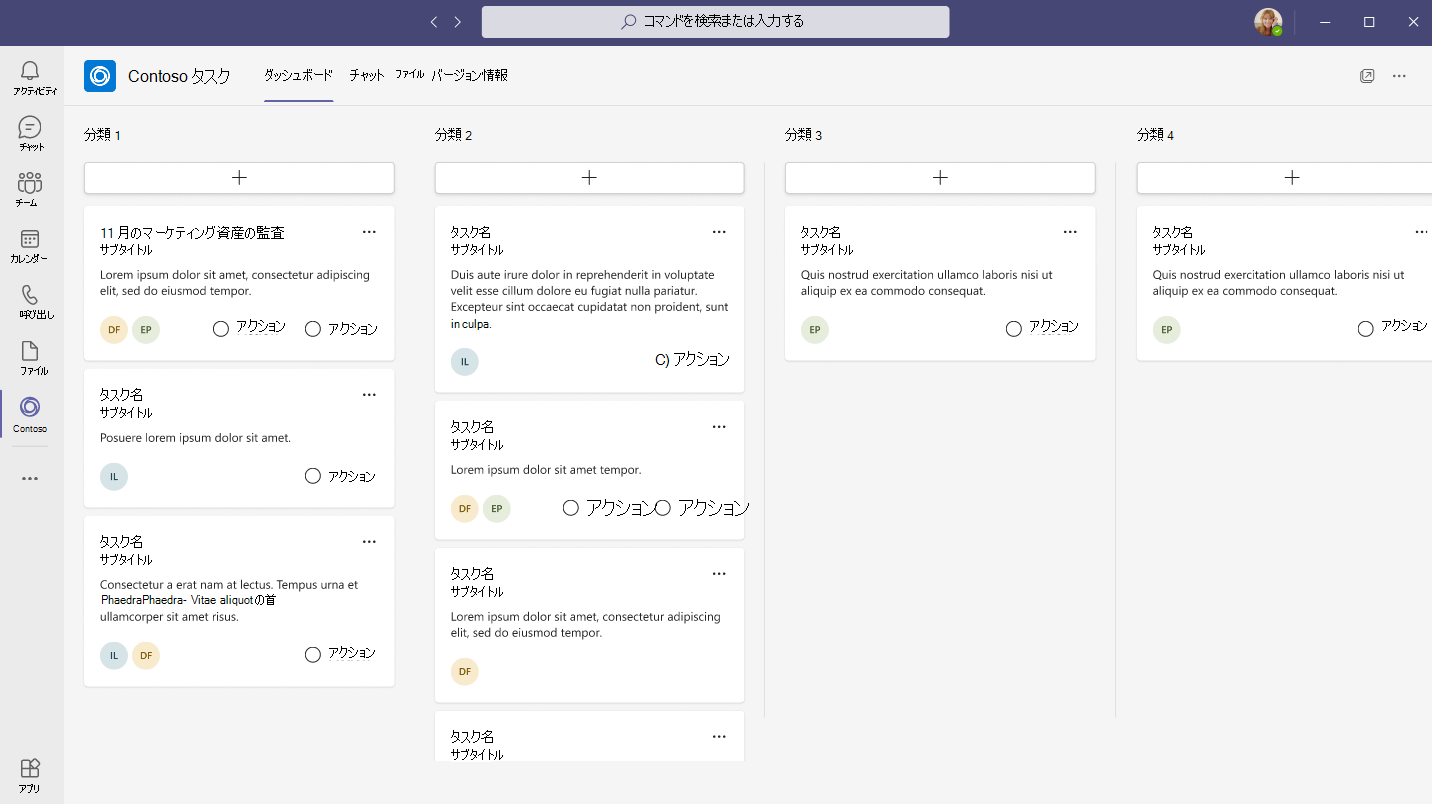 コマンドを検索または入力する
アクティビティ
チャット
チーム
カレンダー
呼び出し
ファイル
Contoso
アプリ
Contoso タスク
ダッシュボード
チャット
ファイル
バージョン情報
分類 1
11 月のマーケティング資産の監査
サブタイトル
Lorem ipsum dolor sit amet, consectetur adipiscing
elit, sed do eiusmod tempor.
DF EP アクション アクション
タスク名
サブタイトル
Posuere lorem ipsum dolor sit amet.
IL アクション
タスク名
サブタイトル
Consectetur a erat nam at lectus. Tempus urna et
PhaedraPhaedra- Vitae aliquotの首
ullamcorper sit amet risus.
IL DF アクション
分類 2
タスク名
サブタイトル
Duis aute irure dolor in reprehenderit in voluptate
velit esse cillum dolore eu fugiat nulla pariatur.
Excepteur sint occaecat cupidatat non proident, sunt
in culpa.
IL C) アクション
タスク名
サブタイトル
Lorem ipsum dolor sit amet tempor.
DF EP アクション アクション
タスク名
サブタイトル
Lorem ipsum dolor sit amet, consectetur adipiscing
elit, sed do eiusmod tempor.
DF
タスク名
サブタイトル
分類 3
タスク名
サブタイトル
Quis nostrud exercitation ullamco laboris nisi ut
aliquip ex ea commodo consequat.
EP アクション
分類 4
タスク名
サブタイトル
Quis nostrud exercitation ullamco laboris nisi ut
aliquip ex ea commodo consequat.
EP アクション